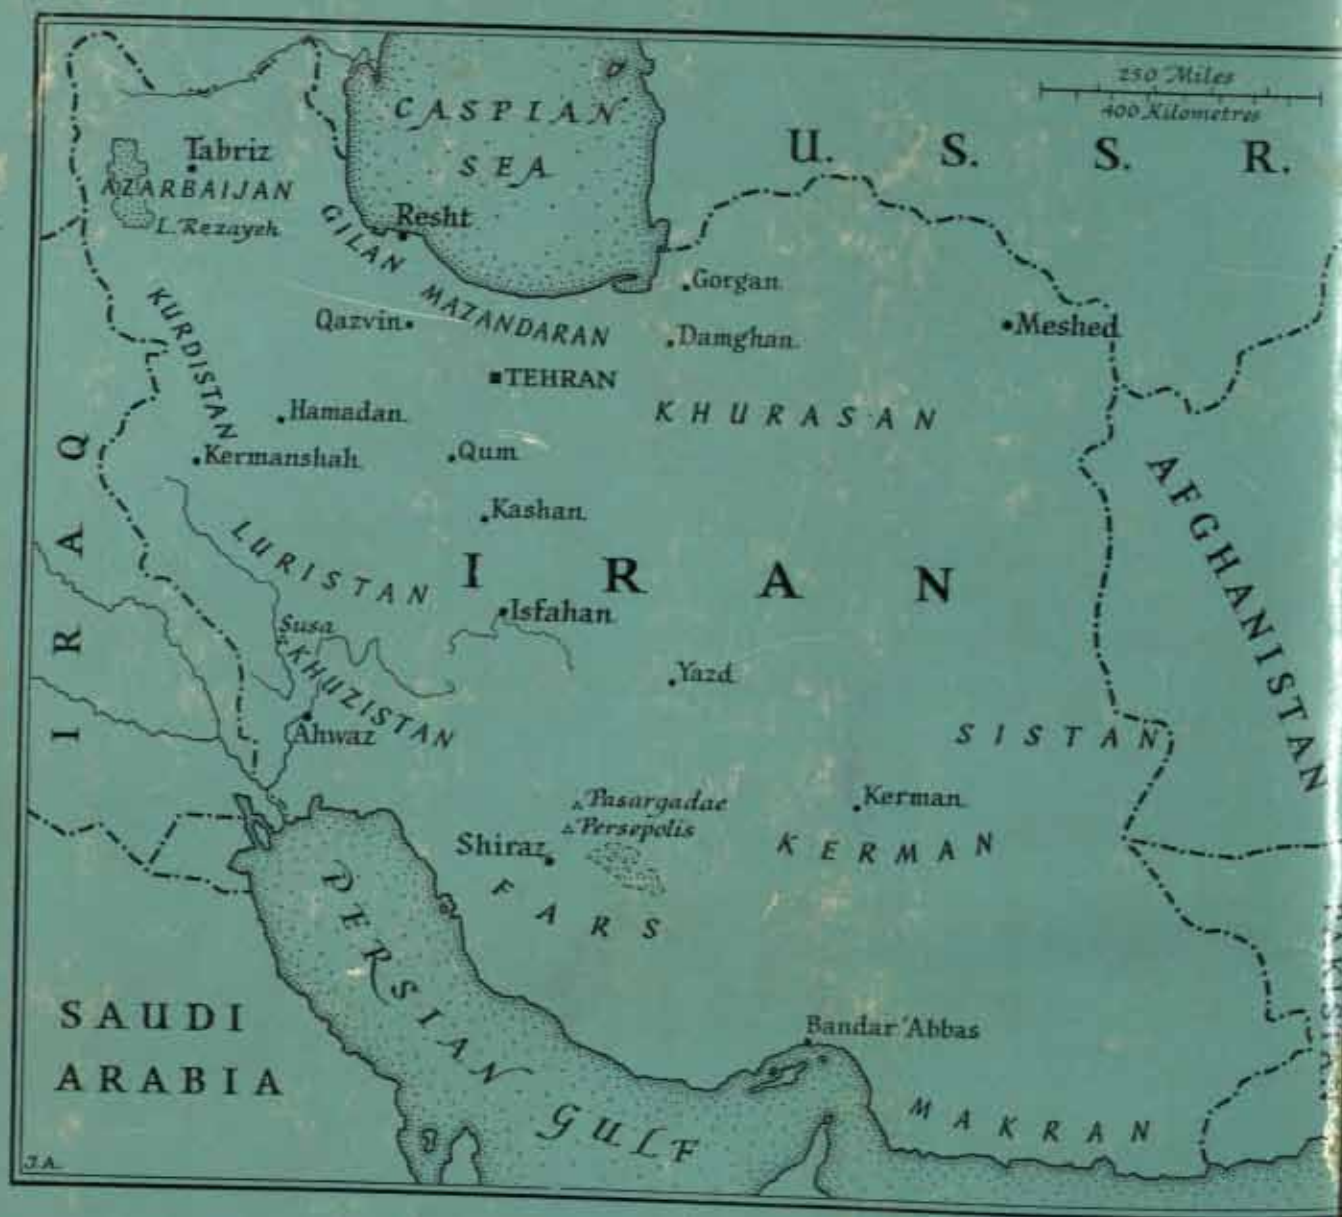 250 Miles
400 Kilometres
CASPIAN
SEA
U. S. S. R.
Tabriz
AZARBAIJAN
L. Rezayeh
Resht
GILAN
MAZANDARAN
Gorgan
Qazvin
Damghan
Meshed
KURDISTAN
TEHRAN
Hamadan
KHURASAN
Kermanshah
Qum
Kashan
IRAQ
LURISTAN
IRAN
AFGHANISTAN
Isfahan
Susa
KHUZISTAN
Yazd
Ahwaz
SISTAN
Pasargadae
Persepolis
Kerman
Shiraz
KERMAN
FARS
PERSIAN
GULF
SAUDI
ARABIA
Bandar 'Abbas
MAKRAN
J.A.